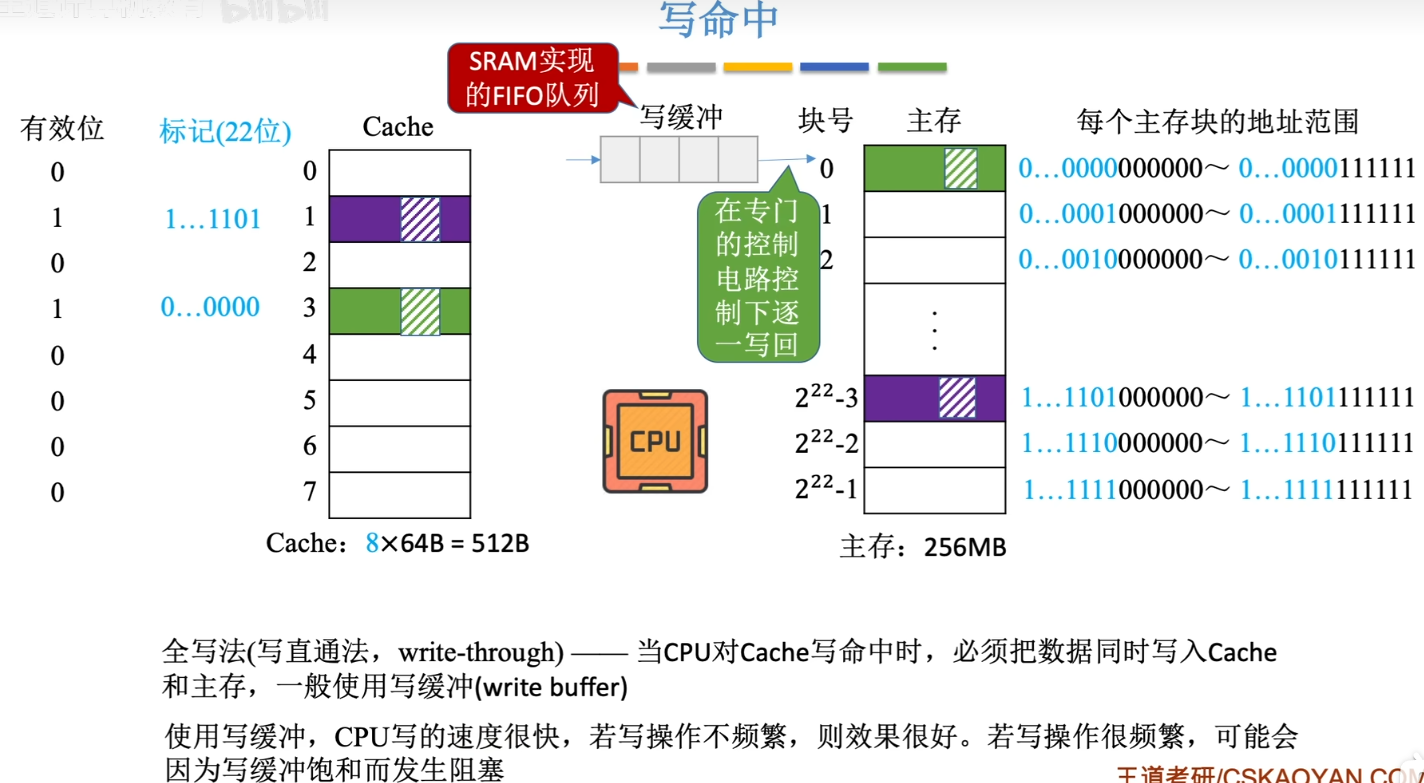 写命中
SRAM实现
的FIFO队列
有效位
标记(22位)
Cache
写缓冲
块号
主存
每个主存块的地址范围
0
0
0
0…0000000000～ 0…0000111111
1
1…1101
1
1
0…0001000000～ 0…0001111111
0
2
2
0…0010000000～ 0…0010111111
在专门
的控制
电路控
制下逐
一写回
1
0…0000
3
⋮
0
4
0
5
2²²-3
1…1101000000～ 1…1101111111
0
6
CPU
2²²-2
1…1110000000～ 1…1110111111
0
7
2²²-1
1…1111000000～ 1…1111111111
Cache：8×64B = 512B
主存：256MB
全写法(写直通法，write-through) —— 当CPU对Cache写命中时，必须把数据同时写入Cache
和主存，一般使用写缓冲(write buffer)
使用写缓冲，CPU写的速度很快，若写操作不频繁，则效果很好。若写操作很频繁，可能会
因为写缓冲饱和而发生阻塞
王道考研/CSKAOYAN.COM